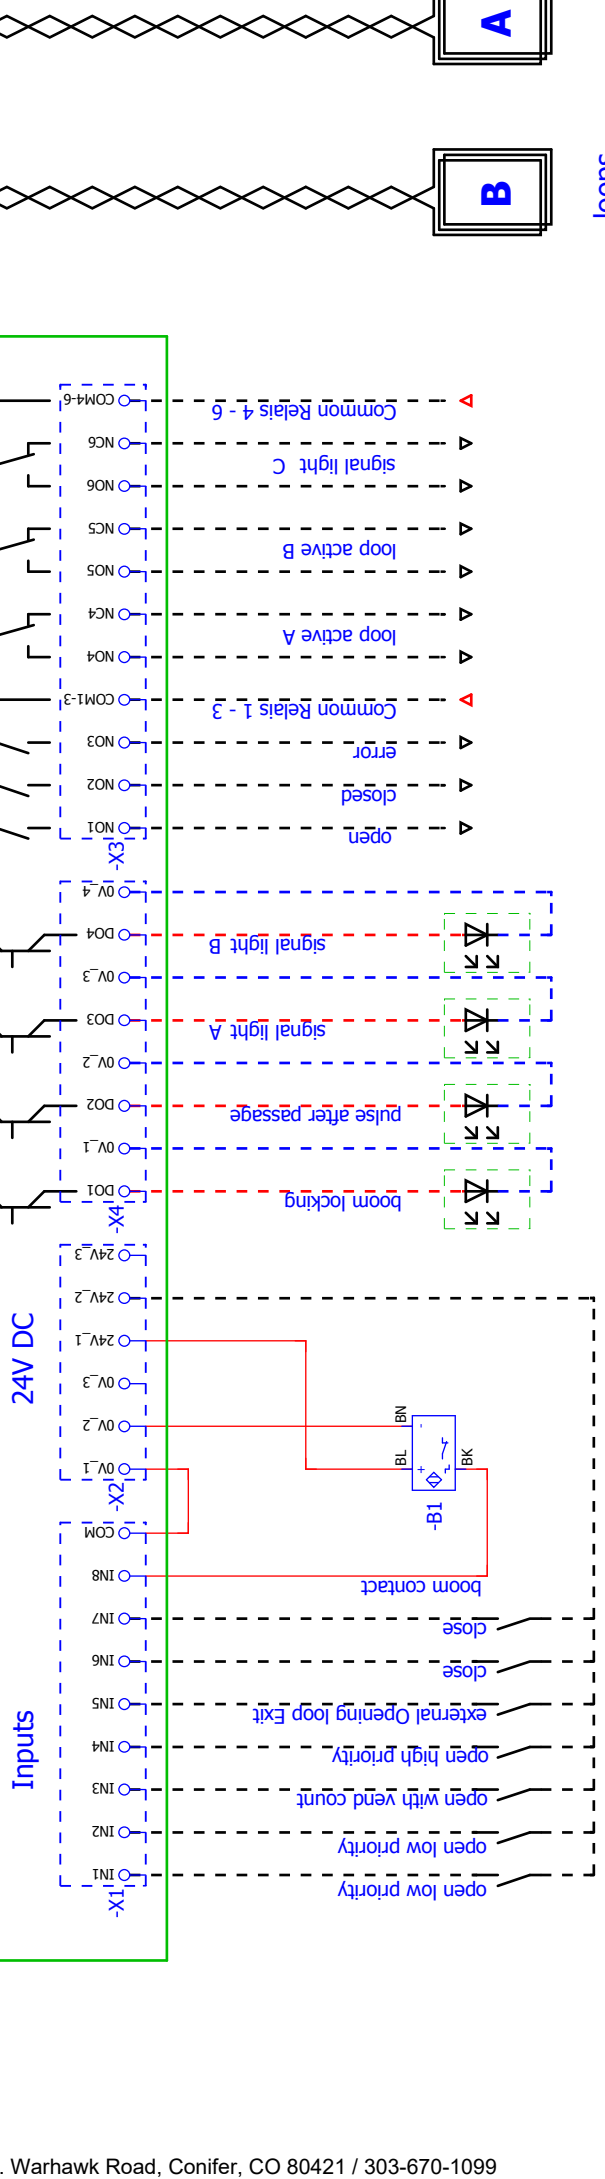 A
B
loops
COM4-6
Common Relais 4 - 6
NC6
signal light C
NO6
NC5
loop active B
NO5
NC4
loop active A
NO4
COM1-3
Common Relais 1 - 3
NO3
error
NO2
closed
NO1
open
-X3
0V_4
DO4
signal light B
0V_3
DO3
signal light A
0V_2
DO2
pulse after passage
0V_1
DO1
boom locking
-X4
24V DC
24V_3
24V_2
24V_1
0V_3
0V_2
BN
-
0V_1
BL
+
BK
-X2
-B1
Inputs
COM
IN8
boom contact
IN7
close
IN6
close
IN5
external Opening loop Exit
IN4
open high priority
IN3
open with vend count
IN2
open low priority
IN1
open low priority
-X1
. Warhawk Road, Conifer, CO 80421 / 303-670-1099